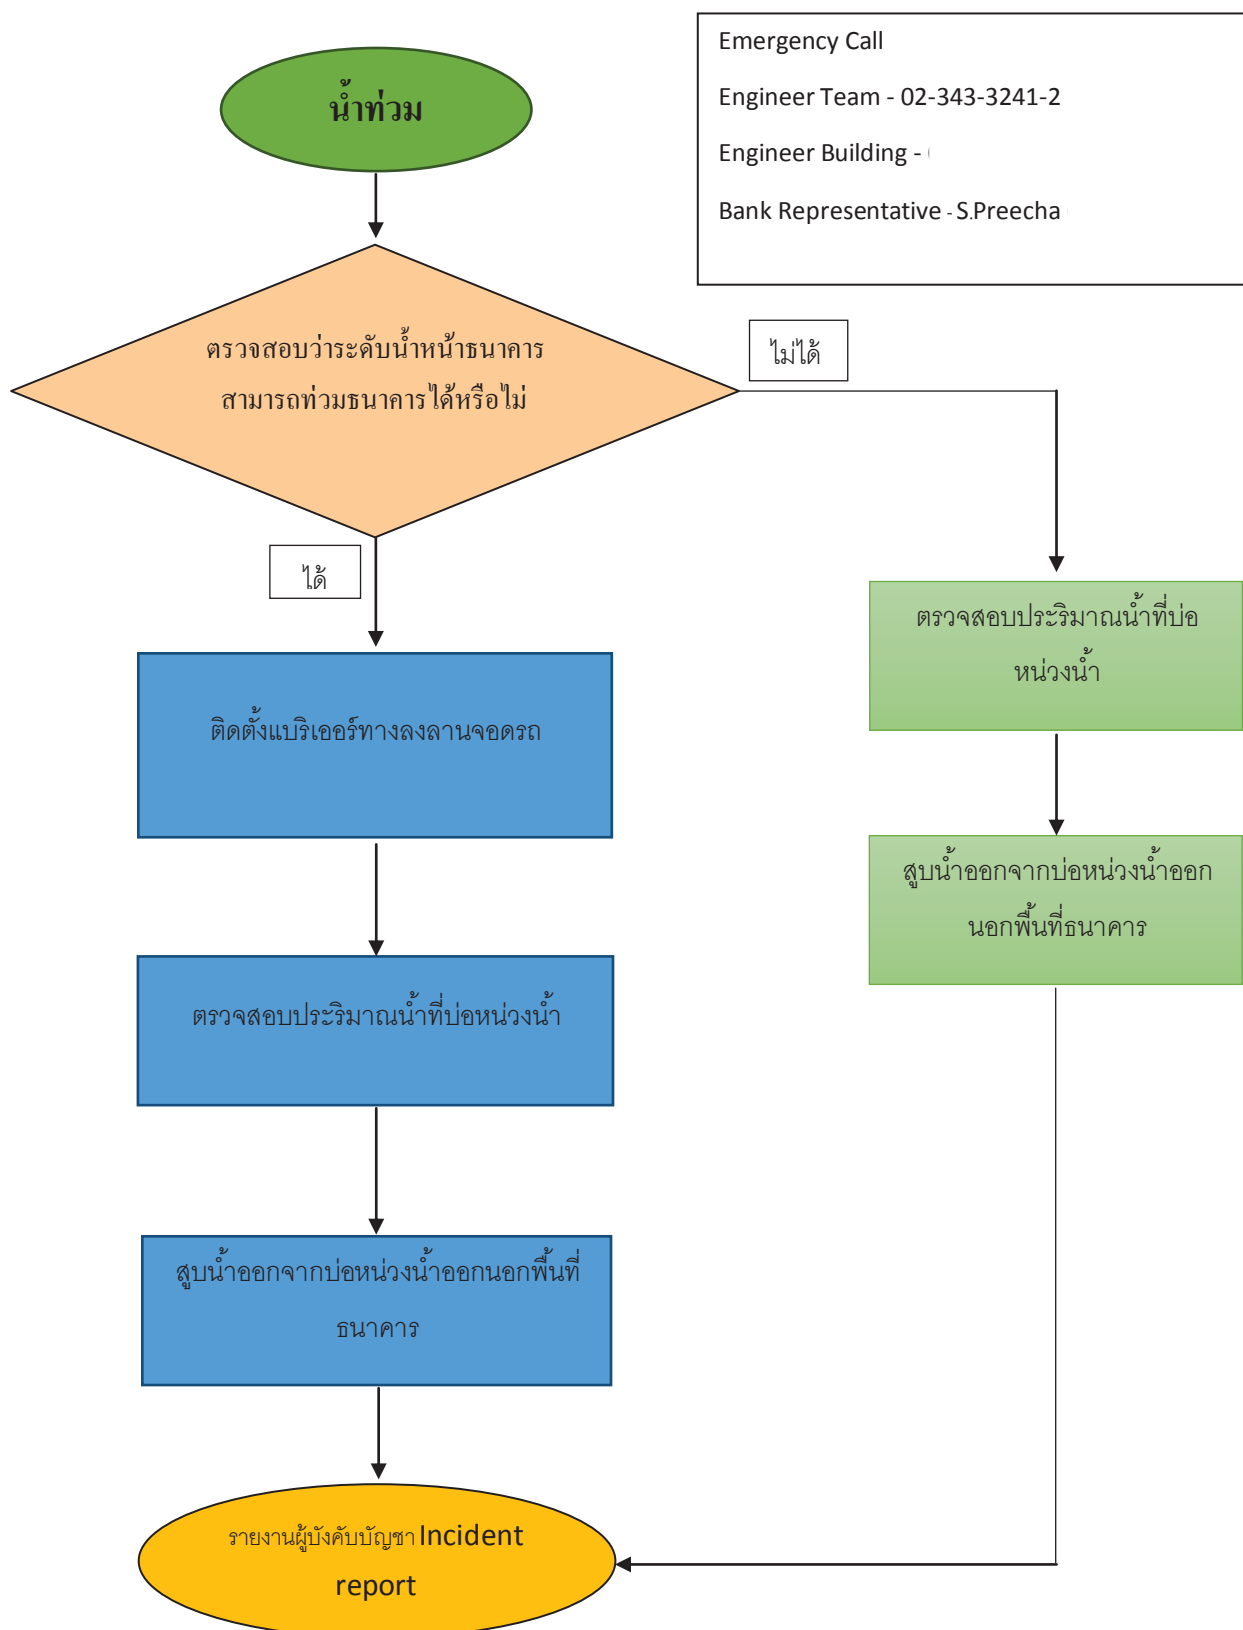 Emergency Call
Engineer Team - 02-343-3241-2
Engineer Building -
Bank Representative - S.Preecha
น้ำท่วม
ตรวจสอบว่าระดับน้ำหน้าธนาคาร
สามารถท่วมธนาคารได้หรือไม่
ไม่ได้
ได้
ติดตั้งแบริเออร์ทางลงลานจอดรถ
ตรวจสอบประริมาณน้ำที่บ่อหน่วงน้ำ
สูบน้ำออกจากบ่อหน่วงน้ำออกนอกพื้นที่
ธนาคาร
ตรวจสอบประริมาณน้ำที่บ่อ
หน่วงน้ำ
สูบน้ำออกจากบ่อหน่วงน้ำออก
นอกพื้นที่ธนาคาร
รายงานผู้บังคับบัญชา Incident
report